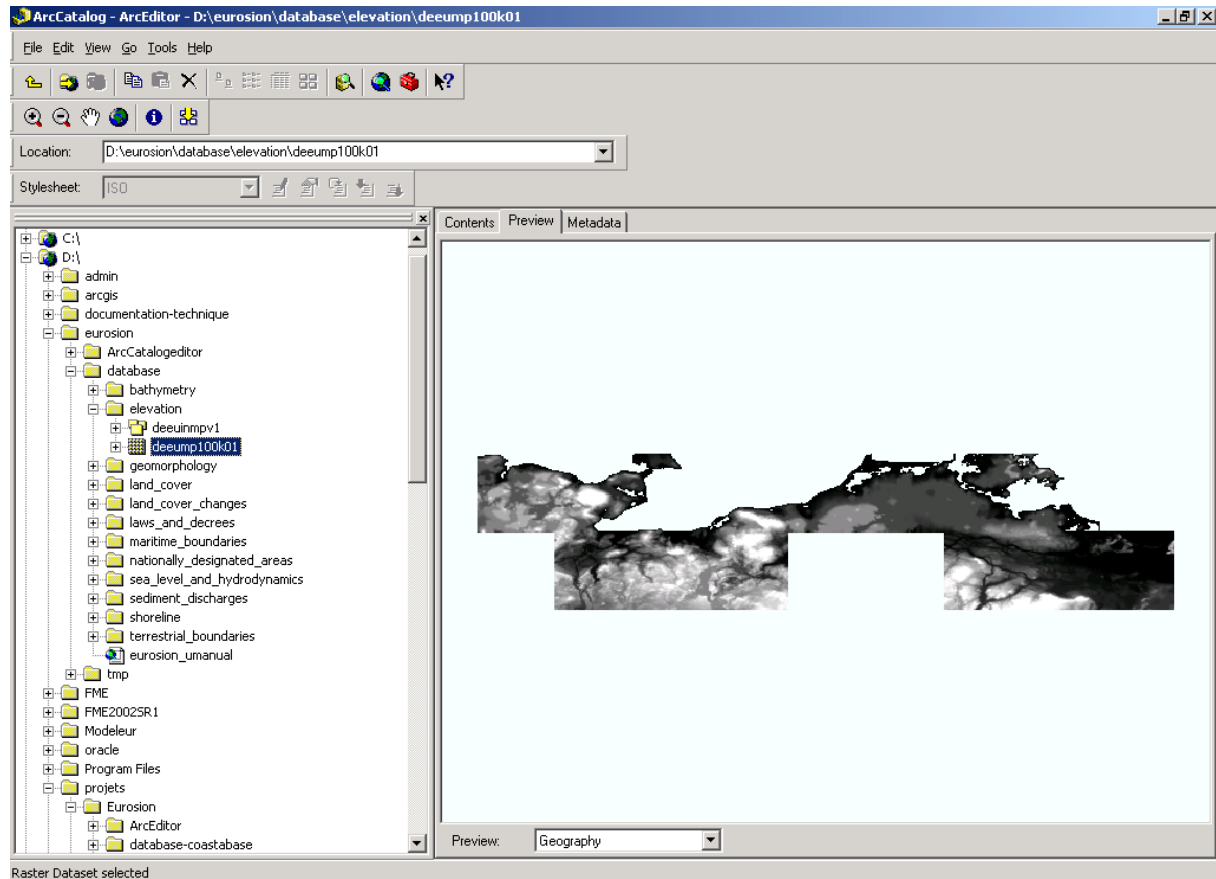 ArcCatalog - ArcEditor - D:\eurosion\database\elevation\deeump100k01
File Edit View Go Tools Help
Location: D:\eurosion\database\elevation\deeump100k01
Stylesheet: ISO
Contents Preview Metadata
C:\
D:\
admin
arcgis
documentation-technique
eurosion
ArcCatalogeditor
database
bathymetry
elevation
deeuinmpv1
deeump100k01
geomorphology
land_cover
land_cover_changes
laws_and_decrees
maritime_boundaries
nationally_designated_areas
sea_level_and_hydrodynamics
sediment_discharges
shoreline
terrestrial_boundaries
eurosion_umanual
tmp
FME
FME2002SR1
Modeleur
oracle
Program Files
projets
Eurosion
ArcEditor
database-coastabase
Preview: Geography
Raster Dataset selected